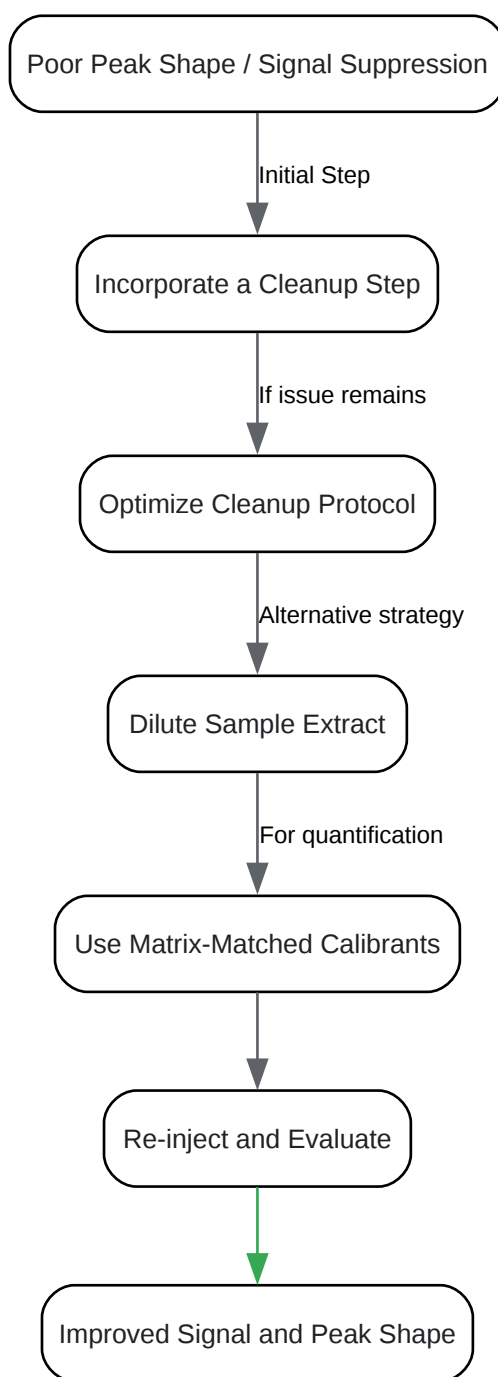 Poor Peak Shape / Signal Suppression
Initial Step
Incorporate a Cleanup Step
If issue remains
Optimize Cleanup Protocol
Alternative strategy
Dilute Sample Extract
For quantification
Use Matrix-Matched Calibrants
Re-inject and Evaluate
Improved Signal and Peak Shape